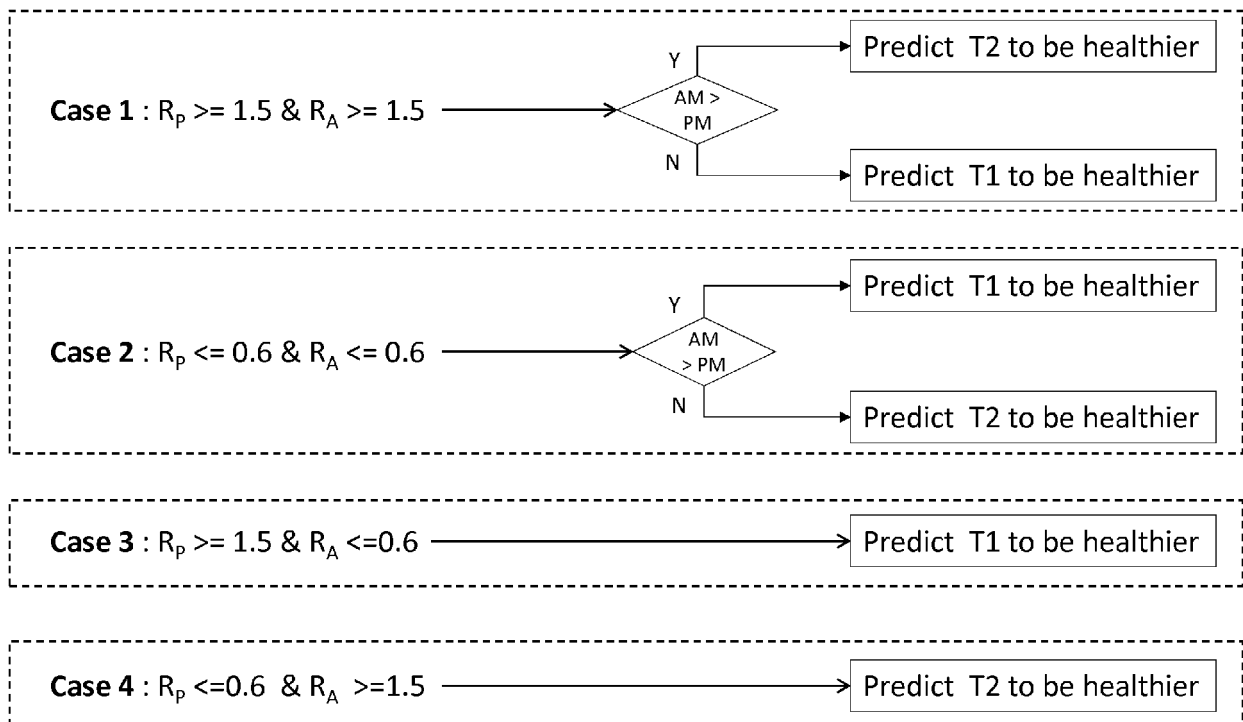 Predict T2 to be healthier
Y
Case 1 : RP >= 1.5 & RA >= 1.5
AM >
PM
N
Predict T1 to be healthier
Predict T1 to be healthier
Y
Case 2 : RP <= 0.6 & RA <= 0.6
AM
> PM
N
Predict T2 to be healthier
Case 3 : RP >= 1.5 & RA <=0.6
Predict T1 to be healthier
Case 4 : RP <=0.6 & RA >=1.5
Predict T2 to be healthier